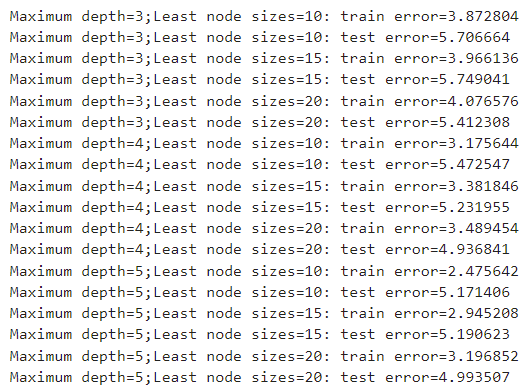 Maximum depth=3;Least node sizes=10: train error=3.872804
Maximum depth=3;Least node sizes=10: test error=5.706664
Maximum depth=3;Least node sizes=15: train error=3.966136
Maximum depth=3;Least node sizes=15: test error=5.749041
Maximum depth=3;Least node sizes=20: train error=4.076576
Maximum depth=3;Least node sizes=20: test error=5.412308
Maximum depth=4;Least node sizes=10: train error=3.175644
Maximum depth=4;Least node sizes=10: test error=5.472547
Maximum depth=4;Least node sizes=15: train error=3.381846
Maximum depth=4;Least node sizes=15: test error=5.231955
Maximum depth=4;Least node sizes=20: train error=3.489454
Maximum depth=4;Least node sizes=20: test error=4.936841
Maximum depth=5;Least node sizes=10: train error=2.475642
Maximum depth=5;Least node sizes=10: test error=5.171406
Maximum depth=5;Least node sizes=15: train error=2.945208
Maximum depth=5;Least node sizes=15: test error=5.190623
Maximum depth=5;Least node sizes=20: train error=3.196852
Maximum depth=5;Least node sizes=20: test error=4.993507